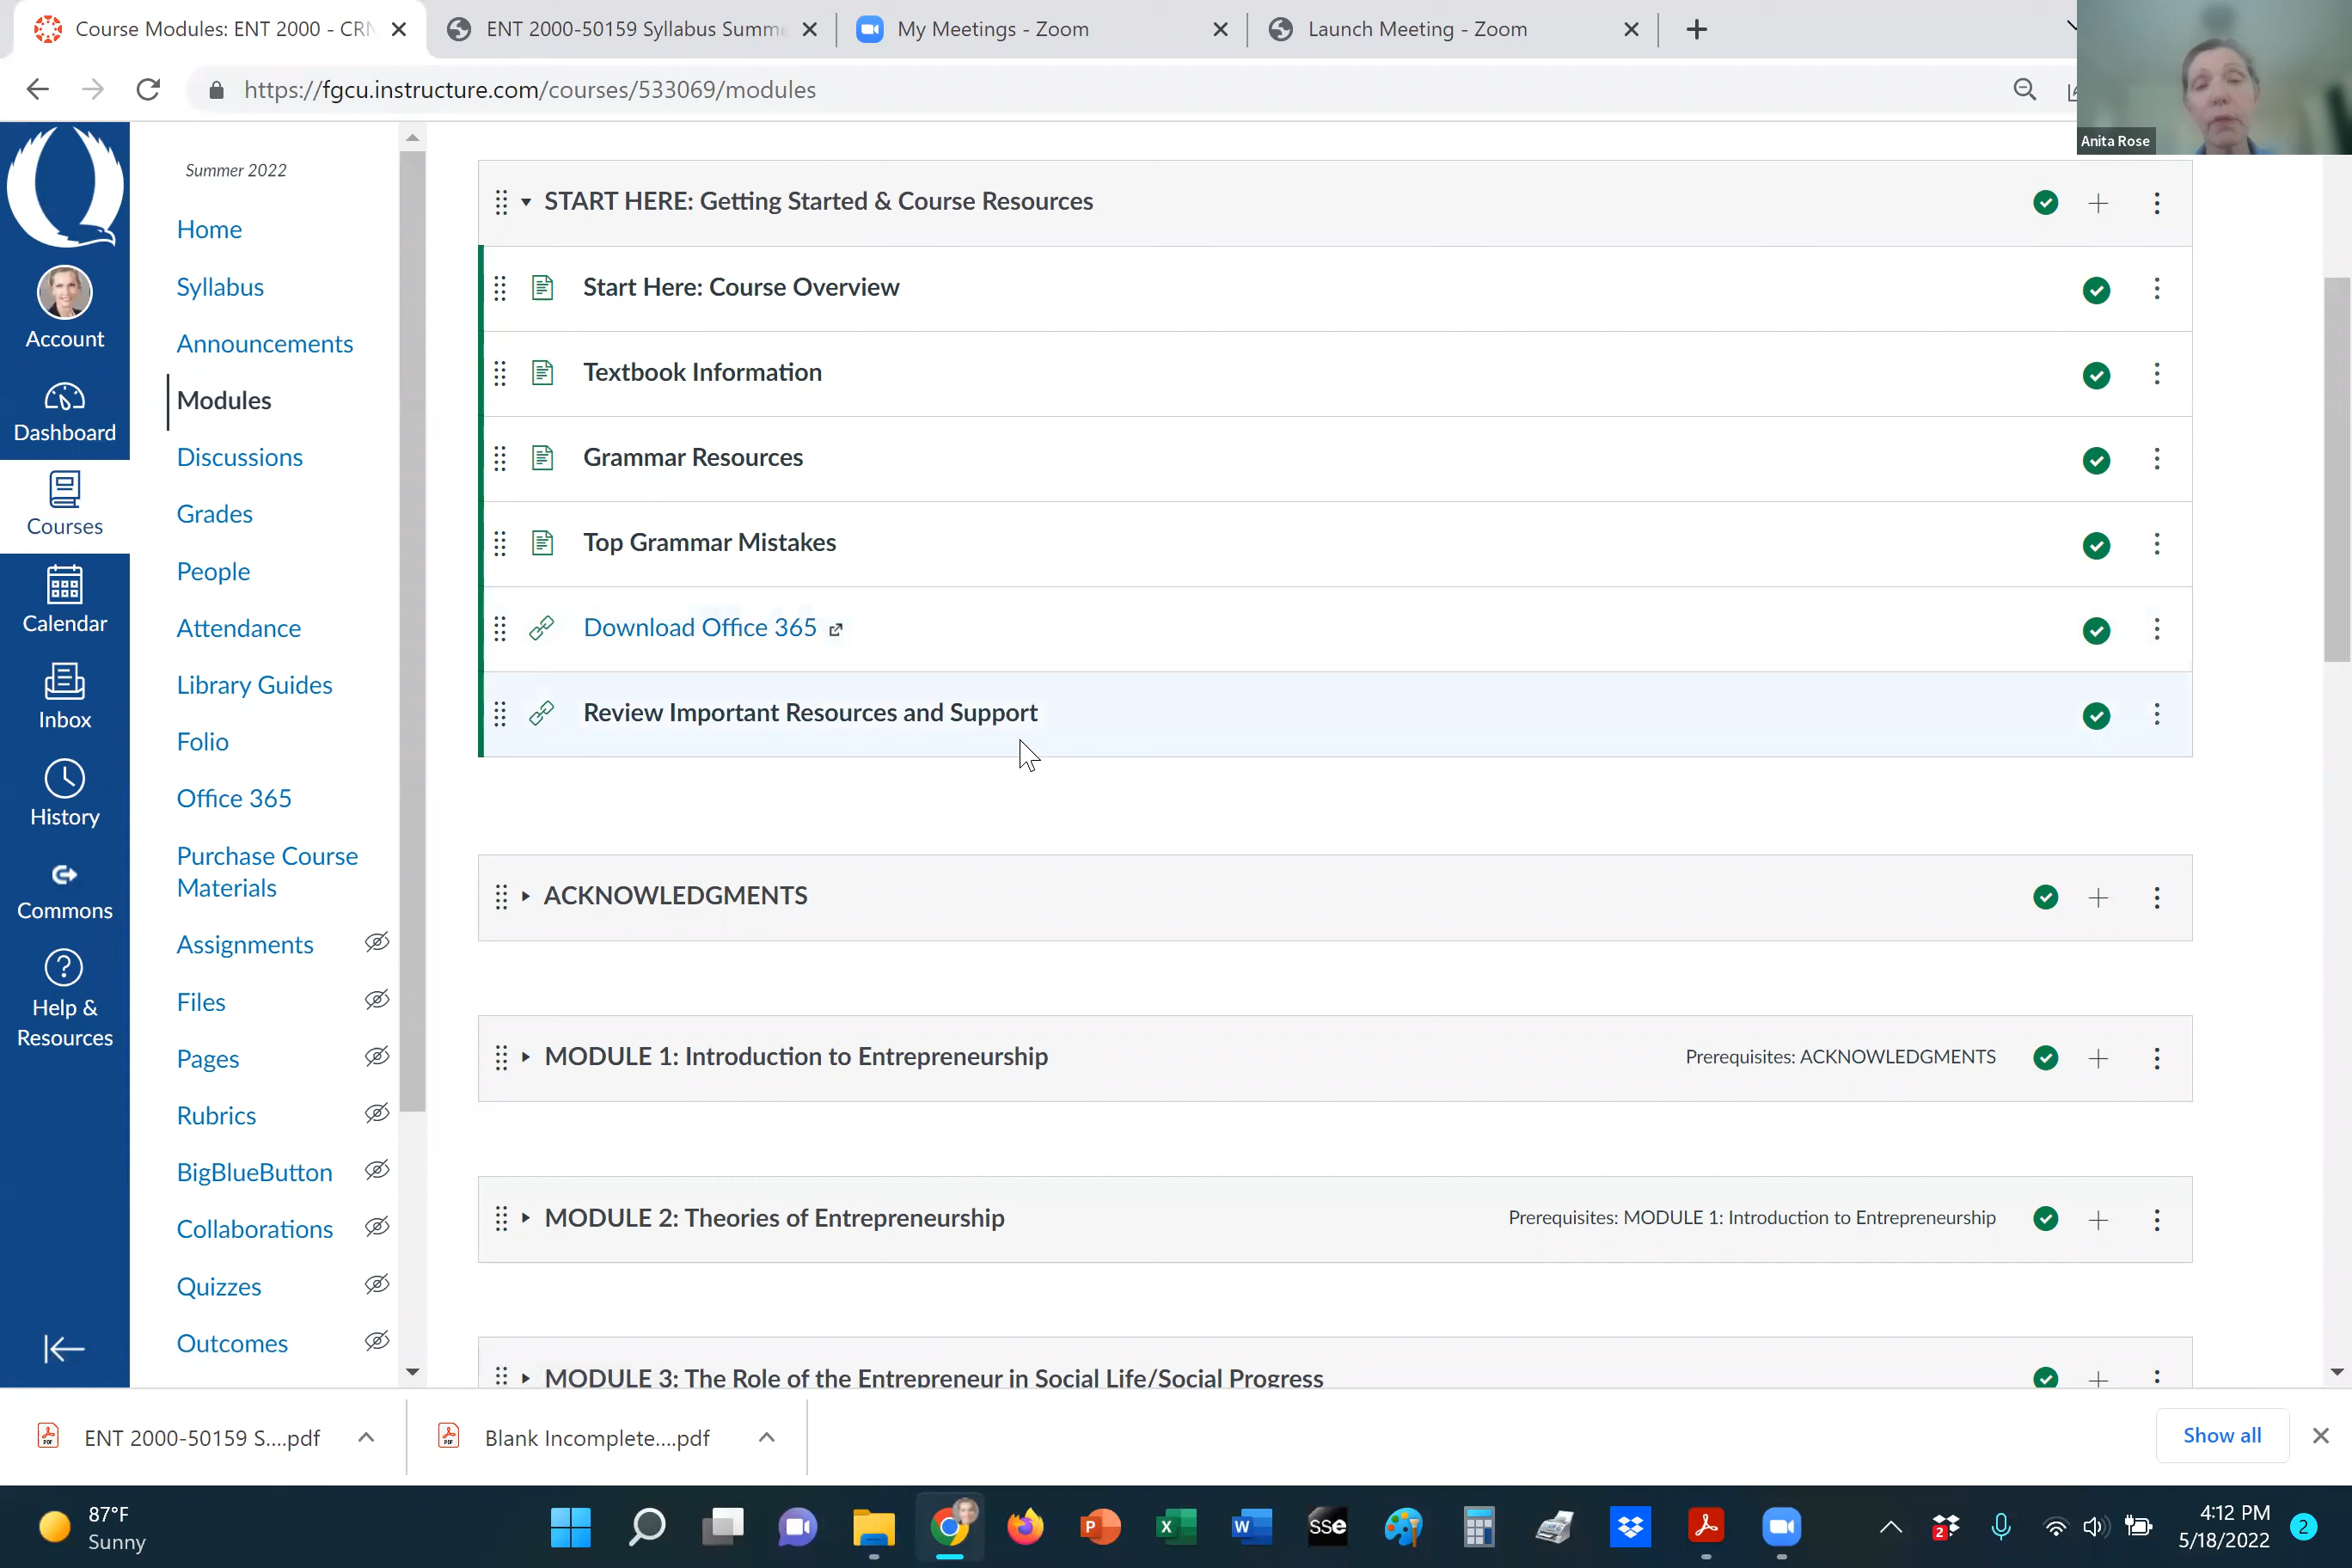 Course Modules: ENT 2000 - CRN
ENT 2000-50159 Syllabus Summe
My Meetings - Zoom
Launch Meeting - Zoom
https://fgcu.instructure.com/courses/533069/modules
Anita Rose
Account
Dashboard
Courses
Calendar
Inbox
History
Commons
Help &
Resources
Summer 2022
Home
Syllabus
Announcements
Modules
Discussions
Grades
People
Attendance
Library Guides
Folio
Office 365
Purchase Course
Materials
Assignments
Files
Pages
Rubrics
BigBlueButton
Collaborations
Quizzes
Outcomes
START HERE: Getting Started & Course Resources
Start Here: Course Overview
Textbook Information
Grammar Resources
Top Grammar Mistakes
Download Office 365
Review Important Resources and Support
ACKNOWLEDGMENTS
MODULE 1: Introduction to Entrepreneurship
Prerequisites: ACKNOWLEDGMENTS
MODULE 2: Theories of Entrepreneurship
Prerequisites: MODULE 1: Introduction to Entrepreneurship
MODULE 3: The Role of the Entrepreneur in Social Life/Social Progress
ENT 2000-50159 S....pdf
Blank Incomplete....pdf
Show all
87°F
Sunny
SSe
2
4:12 PM
5/18/2022
2